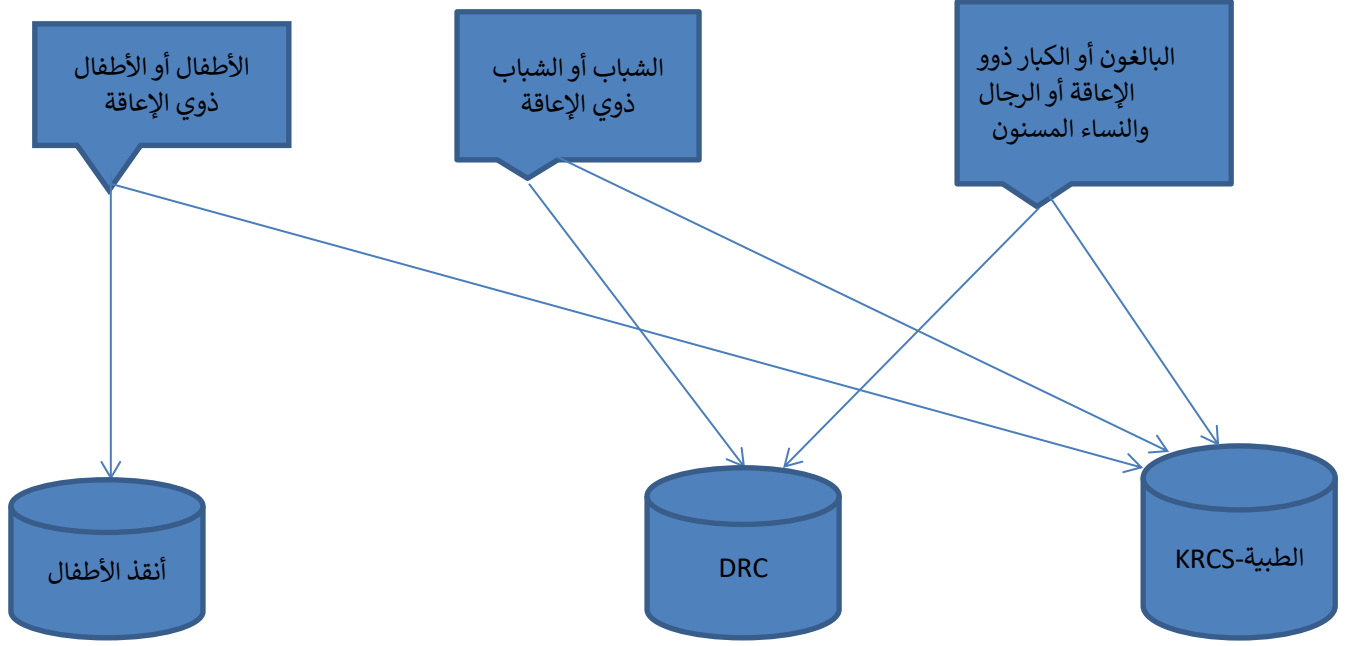 الأطفال أو الأطفال
ذوي الإعاقة
الشباب أو الشباب
ذوي الإعاقة
البالغون أو الكبار ذوو
الإعاقة أو الرجال
والنساء المسنون
أنقذ الأطفال
DRC
الطبية-KRCS